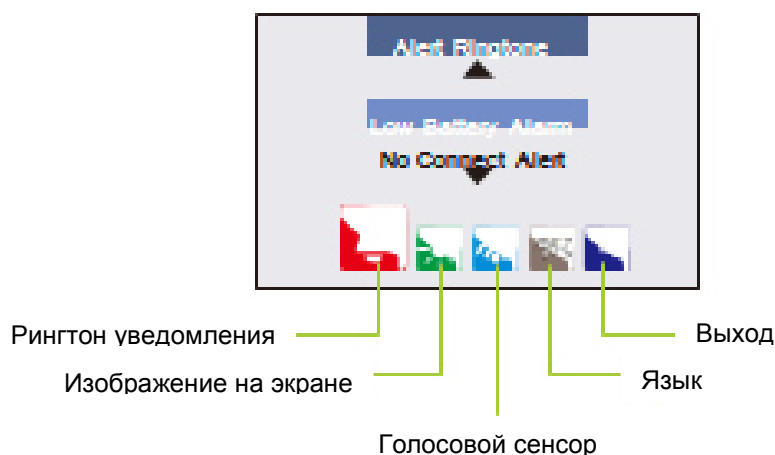 Alert Ringtone
Low Battery Alarm
No Connect Alert
Рингтон уведомления
Выход
Изображение на экране
Язык
Голосовой сенсор